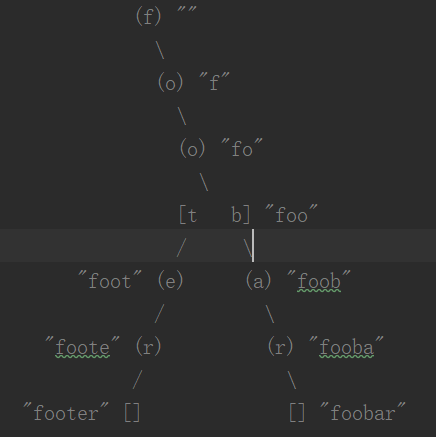 (f) ""
\
(o) "f"
\
(o) "fo"
\
[t   b] "foo"
/     \
"foot" (e)     (a) "foob"
/         \
"foote" (r)         (r) "fooba"
/             \
"footer" []             [] "foobar"